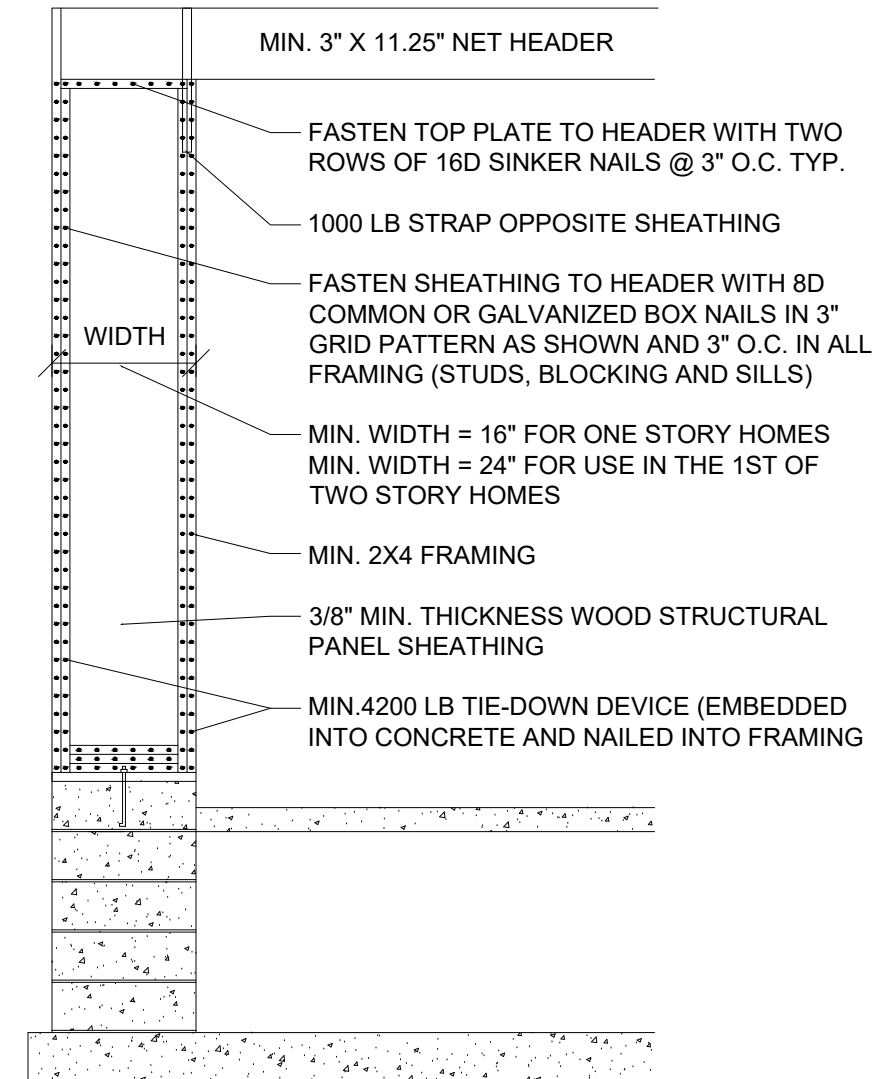 MIN. 3" X 11.25" NET HEADER
FASTEN TOP PLATE TO HEADER WITH TWO
ROWS OF 16D SINKER NAILS @ 3" O.C. TYP.
1000 LB STRAP OPPOSITE SHEATHING
FASTEN SHEATHING TO HEADER WITH 8D
COMMON OR GALVANIZED BOX NAILS IN 3"
GRID PATTERN AS SHOWN AND 3" O.C. IN ALL
FRAMING (STUDS, BLOCKING AND SILLS)
WIDTH
MIN. WIDTH = 16" FOR ONE STORY HOMES
MIN. WIDTH = 24" FOR USE IN THE 1ST OF
TWO STORY HOMES
MIN. 2X4 FRAMING
3/8" MIN. THICKNESS WOOD STRUCTURAL
PANEL SHEATHING
MIN.4200 LB TIE-DOWN DEVICE (EMBEDDED
INTO CONCRETE AND NAILED INTO FRAMING